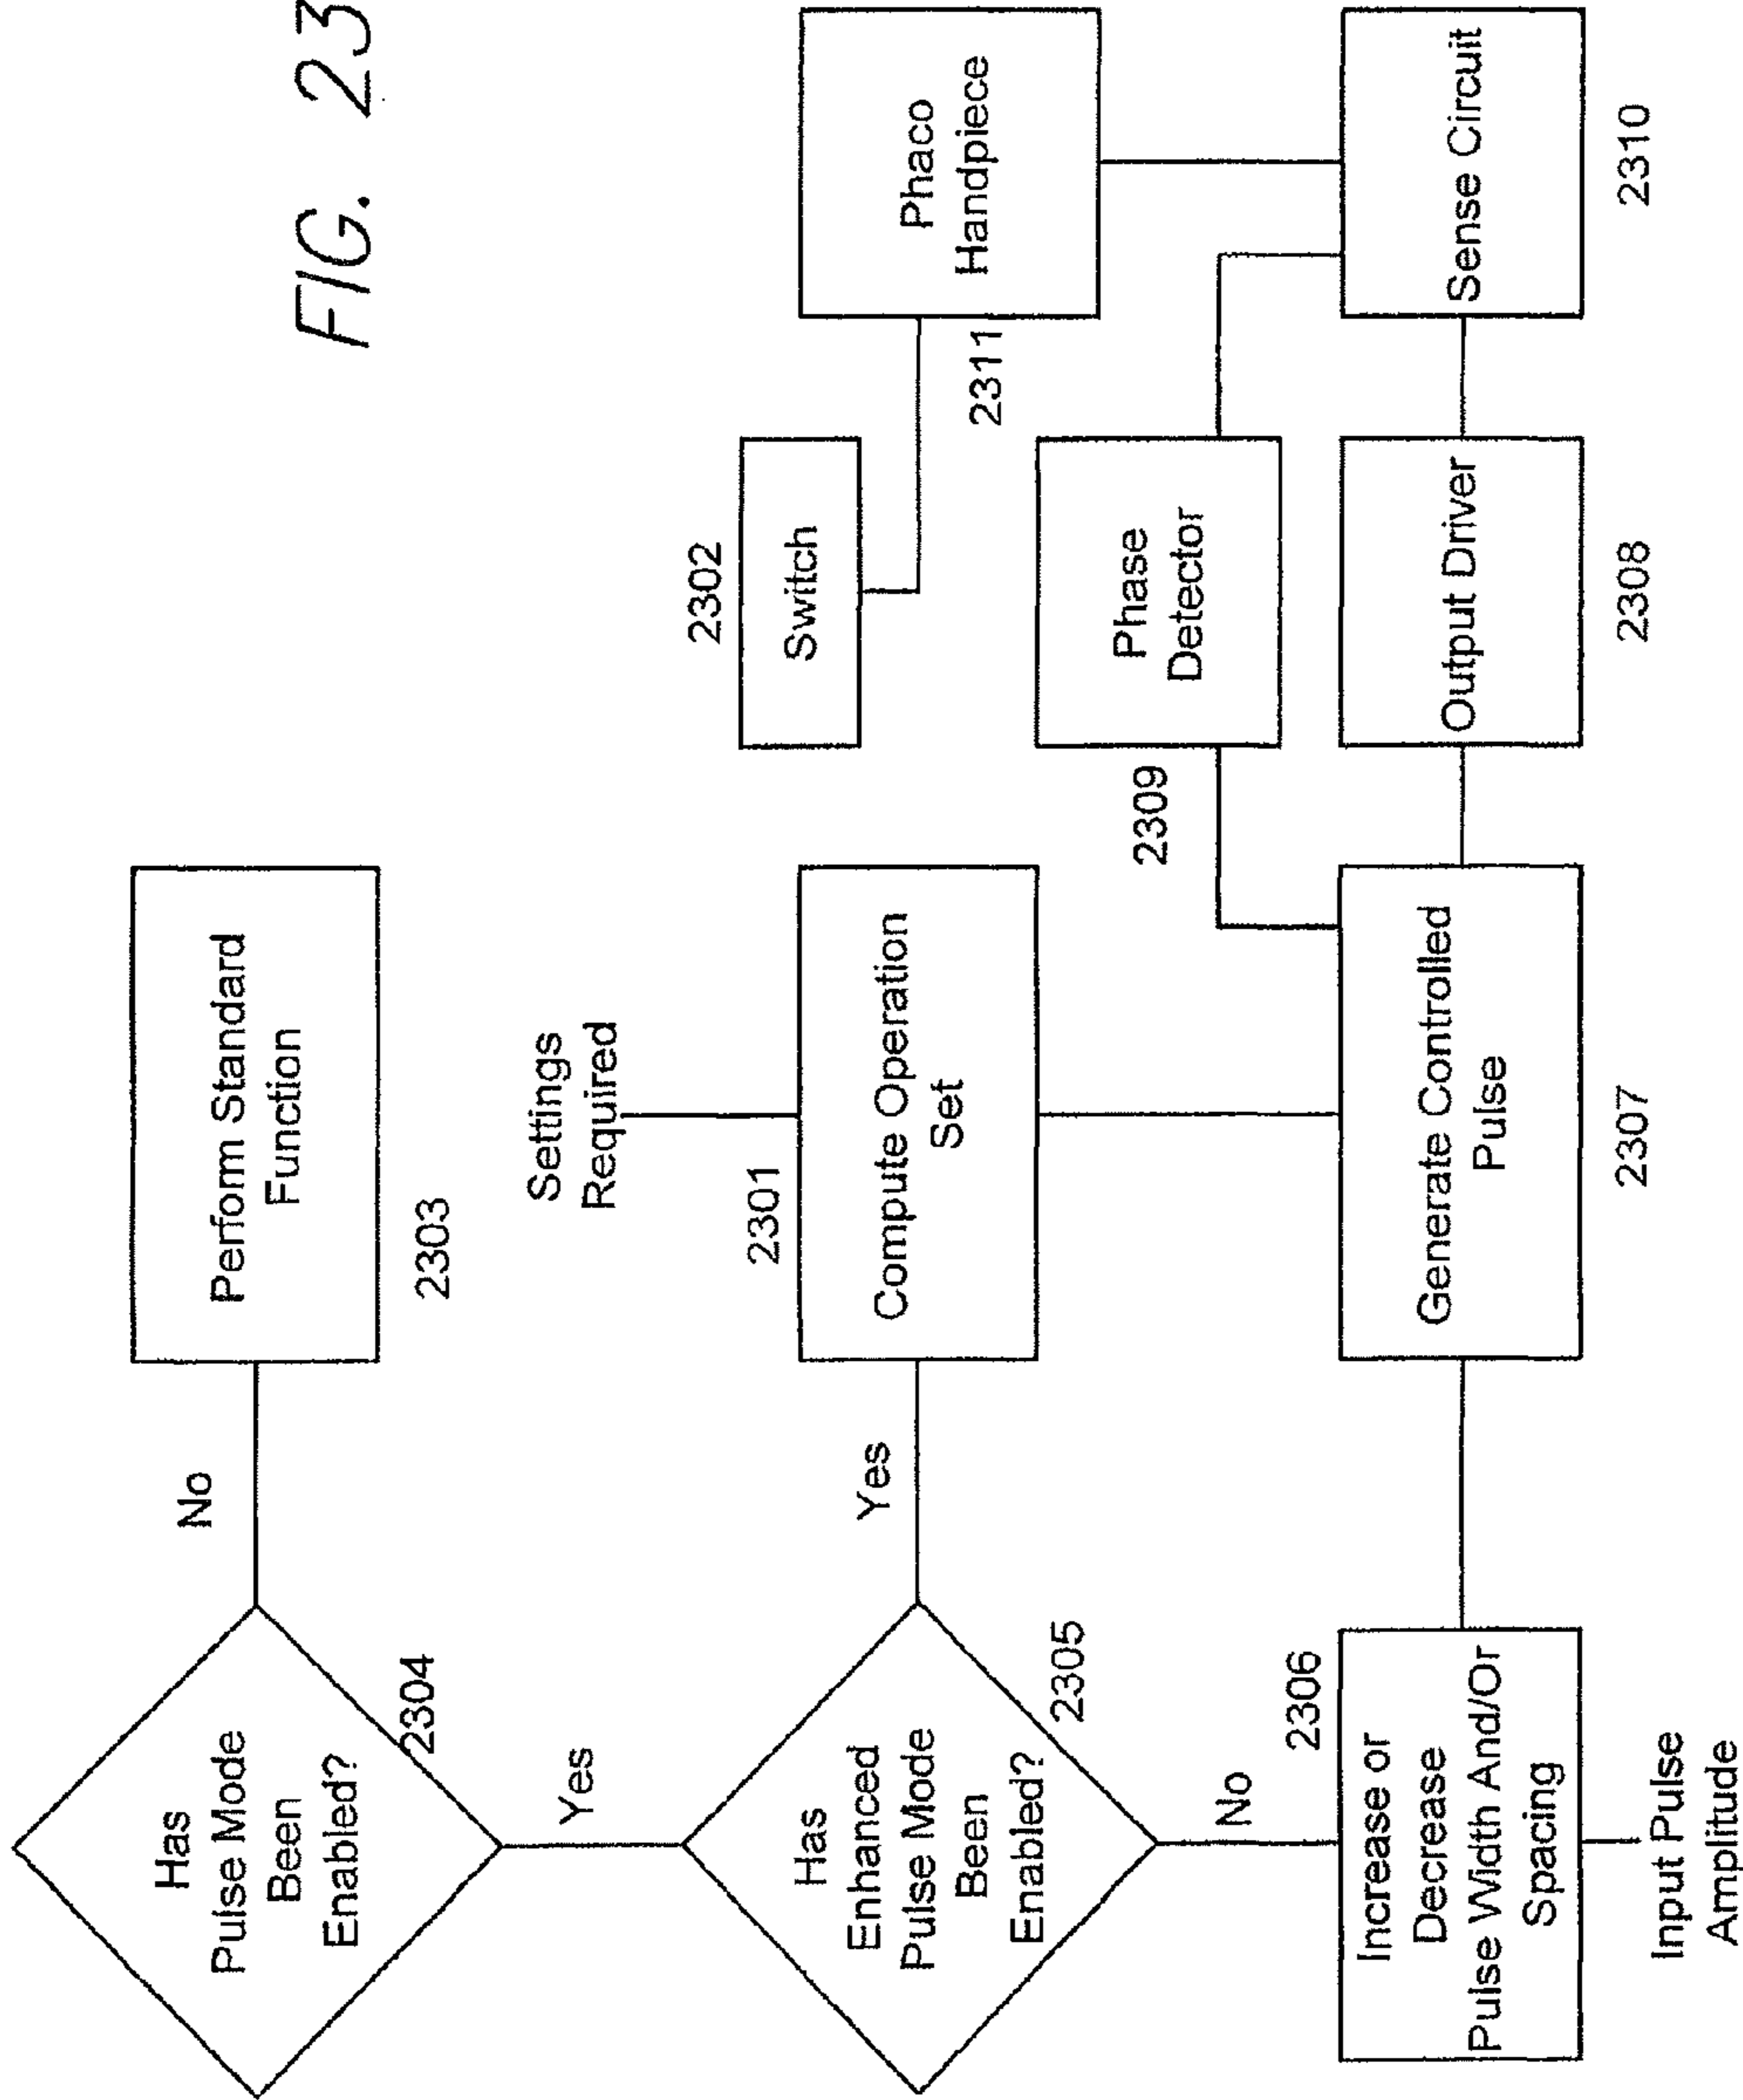 FIG. 23
Has
Pulse Mode
Been
Enabled?
2304
No
Perform Standard
Function
2303
Yes
Has
Enhanced
Pulse Mode
Been
Enabled?
2305
Yes
Settings
Required
2301
Compute Operation
Set
2302
Switch
Phaco
Handpiece
2311
No
2306
Increase or
Decrease
Pulse Width And/Or
Spacing
Input Pulse
Amplitude
Generate Controlled
Pulse
2307
2309
Phase
Detector
Output Driver
2308
Sense Circuit
2310